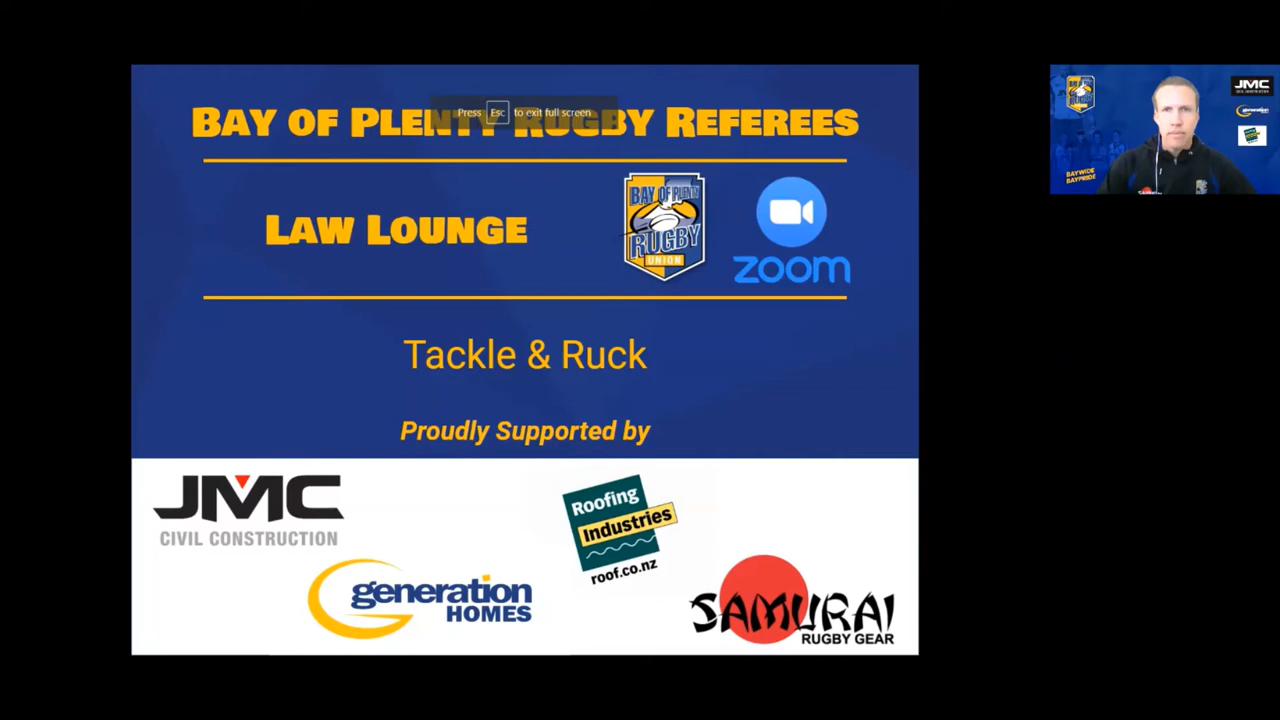 BAY OF PLENTY RUGBY REFEREES
Press Esc to exit full screen
LAW LOUNGE
BAY OF PLENTY
RUGBY
UNION
zoom
Tackle & Ruck
Proudly Supported by
JMC
CIVIL CONSTRUCTION
Roofing
Industries
roof.co.nz
generation
HOMES
SAMURAI
RUGBY GEAR
JMC
generation
BAYWIDE
BAYPRIDE